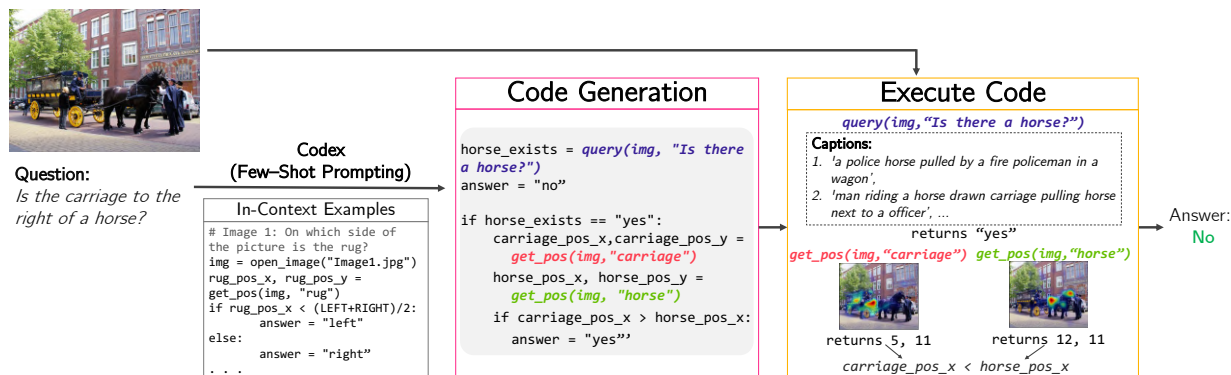 Question:
Is the carriage to the
right of a horse?
Codex
(Few–Shot Prompting)
In-Context Examples
# Image 1: On which side of
the picture is the rug?
img = open_image("Image1.jpg")
rug_pos_x, rug_pos_y =
get_pos(img, "rug")
if rug_pos_x < (LEFT+RIGHT)/2:
answer = "left"
else:
answer = "right”
. . .
Code Generation
horse_exists = query(img, "Is there
a horse?")
answer = "no”
if horse_exists == "yes":
carriage_pos_x,carriage_pos_y =
get_pos(img,"carriage")
horse_pos_x, horse_pos_y =
get_pos(img, "horse")
if carriage_pos_x > horse_pos_x:
answer = "yes”’
Execute Code
query(img,“Is there a horse?”)
Captions:
1. 'a police horse pulled by a fire policeman in a
wagon’,
2. 'man riding a horse drawn carriage pulling horse
next to a officer’, ...
returns “yes”
get_pos(img,“carriage”) get_pos(img,“horse”)
returns 5, 11 returns 12, 11
carriage_pos_x < horse_pos_x
Answer:
No